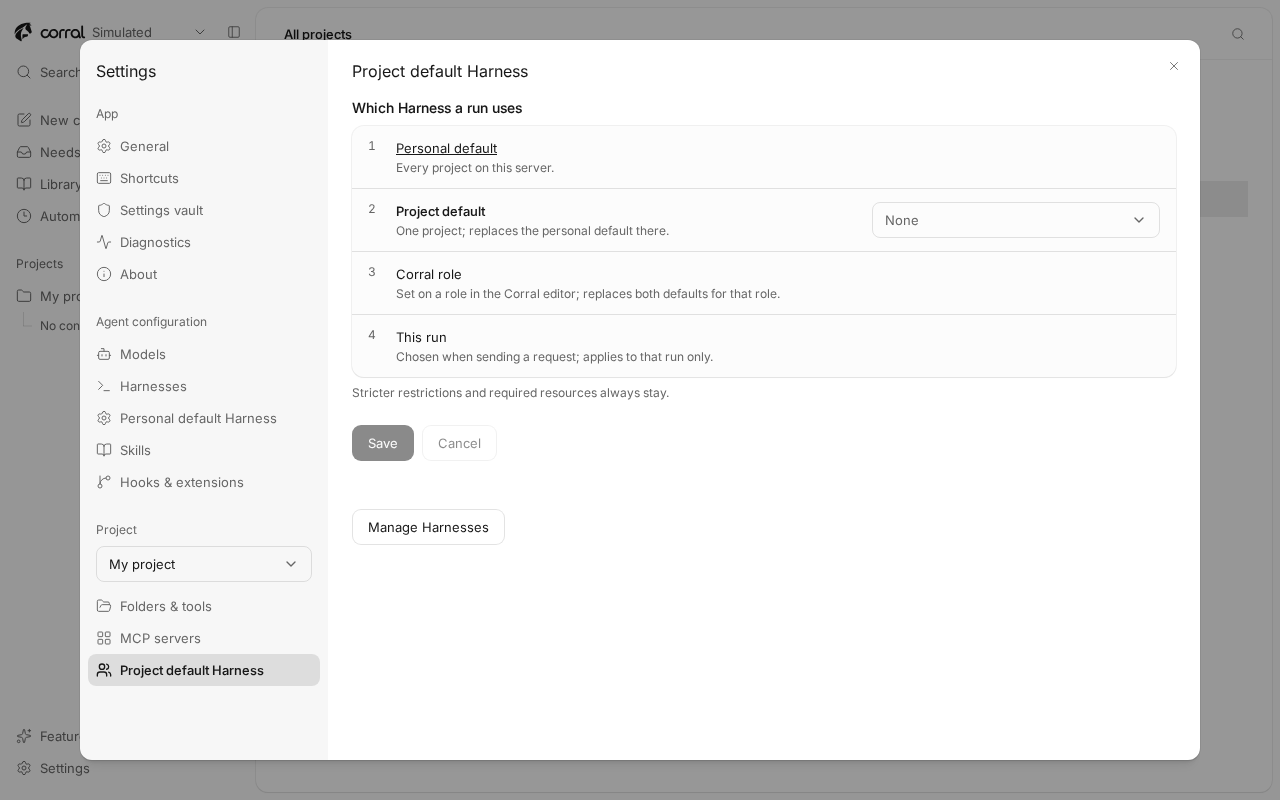 corral Simulated
All projects
Search
New c
Needs
Library
Autom
Projects
My pro
No con
Featur
Settings
Settings
App
General
Shortcuts
Settings vault
Diagnostics
About
Agent configuration
Models
Harnesses
Personal default Harness
Skills
Hooks & extensions
Project
My project
Folders & tools
MCP servers
Project default Harness
Project default Harness
Which Harness a run uses
1 Personal default
Every project on this server.
2 Project default
One project; replaces the personal default there.
None
3 Corral role
Set on a role in the Corral editor; replaces both defaults for that role.
4 This run
Chosen when sending a request; applies to that run only.
Stricter restrictions and required resources always stay.
Save Cancel
Manage Harnesses